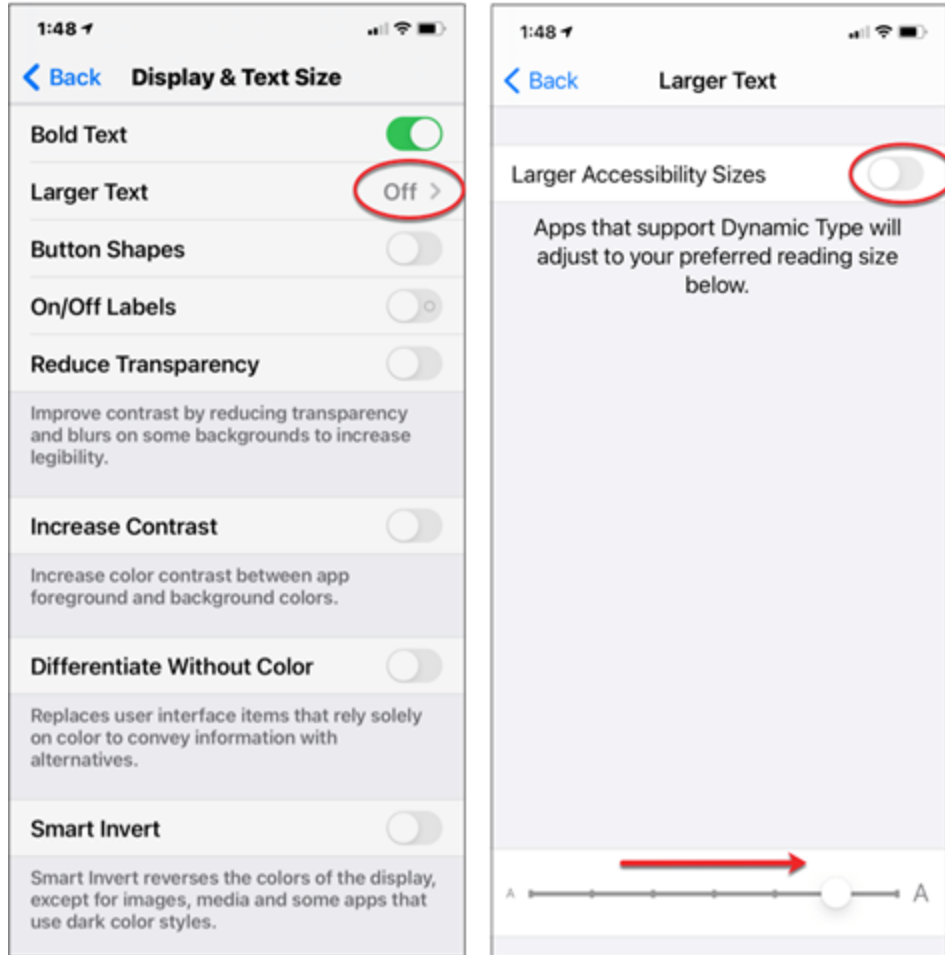 1:48
Back Display & Text Size
Bold Text
Larger Text Off
Button Shapes
On/Off Labels
Reduce Transparency
Improve contrast by reducing transparency
and blurs on some backgrounds to increase
legibility.
Increase Contrast
Increase color contrast between app
foreground and background colors.
Differentiate Without Color
Replaces user interface items that rely solely
on color to convey information with
alternatives.
Smart Invert
Smart Invert reverses the colors of the display,
except for images, media and some apps that
use dark color styles.
1:48
Back Larger Text
Larger Accessibility Sizes
Apps that support Dynamic Type will
adjust to your preferred reading size
below.
A A